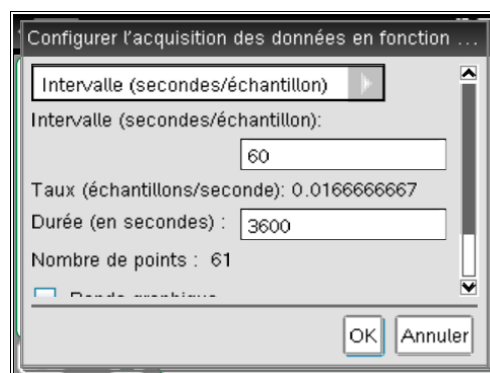 Configurer l'acquisition des données en fonction ...
Intervalle (secondes/échantillon)
Intervalle (secondes/échantillon):
60
Taux (échantillons/seconde): 0.0166666667
Durée (en secondes) : 3600
Nombre de points : 61
OK Annuler